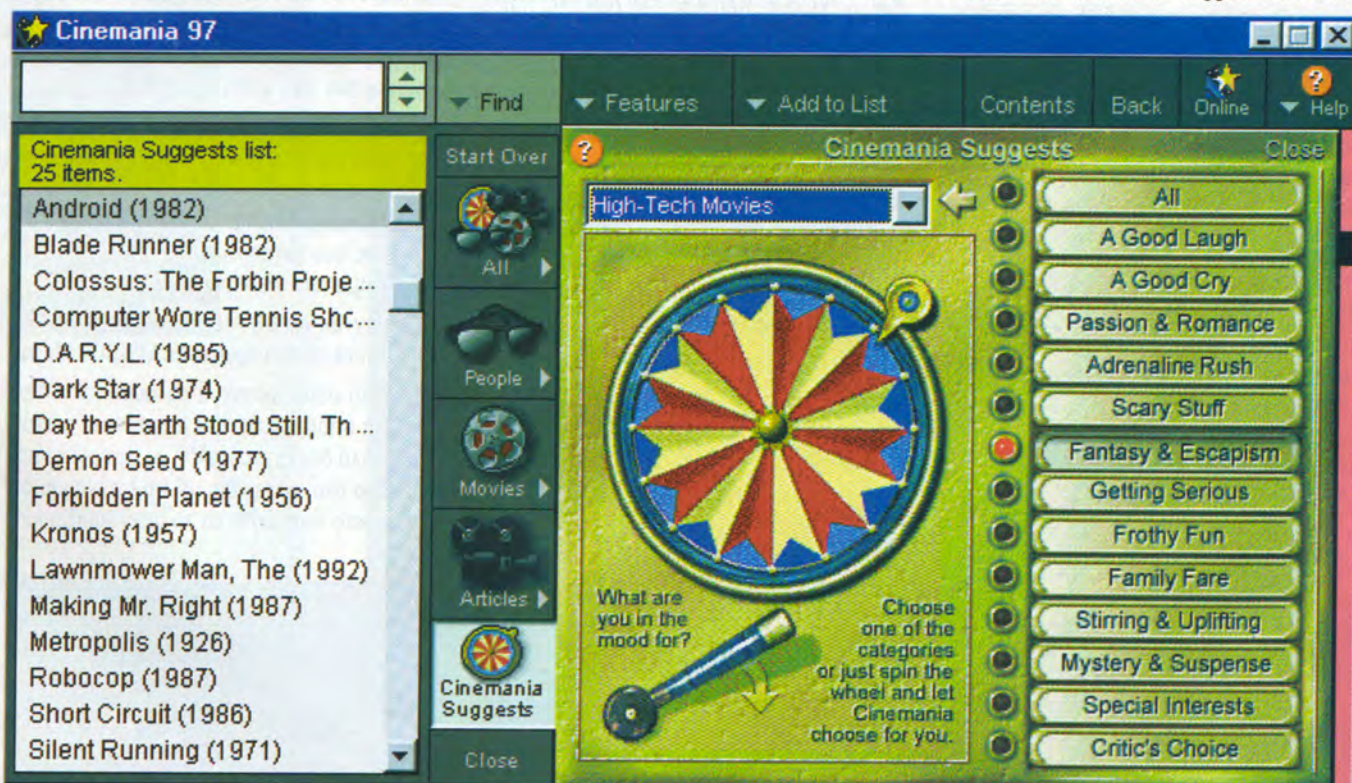 Cinemania 97
Find
Features
Add to List
Contents
Back
Online
Help
Cinemania Suggests list:
25 items.
Android (1982)
Blade Runner (1982)
Colossus: The Forbin Proje ...
Computer Wore Tennis Shc...
D.A.R.Y.L. (1985)
Dark Star (1974)
Day the Earth Stood Still, Th ...
Demon Seed (1977)
Forbidden Planet (1956)
Kronos (1957)
Lawnmower Man, The (1992)
Making Mr. Right (1987)
Metropolis (1926)
Robocop (1987)
Short Circuit (1986)
Silent Running (1971)
Start Over
All
People
Movies
Articles
Cinemania
Suggests
Close
?
Cinemania Suggests
Close
High-Tech Movies
What are
you in the
mood for?
Choose
one of the
categories
or just spin the
wheel and let
Cinemania
choose for you.
All
A Good Laugh
A Good Cry
Passion & Romance
Adrenaline Rush
Scary Stuff
Fantasy & Escapism
Getting Serious
Frothy Fun
Family Fare
Stirring & Uplifting
Mystery & Suspense
Special Interests
Critic's Choice